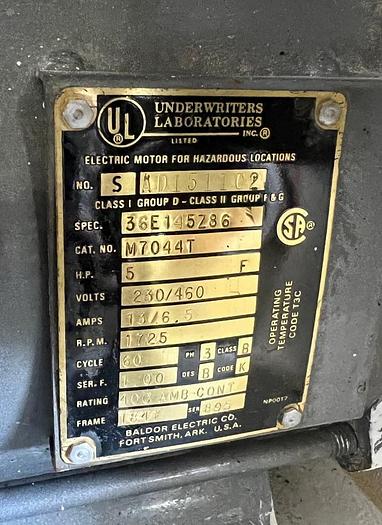 UL®
UNDERWRITERS
LABORATORIES
INC.®
LISTED
ELECTRIC MOTOR FOR HAZARDOUS LOCATIONS
NO. S
CLASS I GROUP D - CLASS II GROUP F & G
SPEC. 36E145Z86
CAT. NO. M7044T
H.P. 5 F
VOLTS 230/460
AMPS 13/6.5
R.P.M. 1725
CYCLE 60 PH 3 CLASS B
SER. F. 1.00 DES B CODE K
RATING 40C AMB-CONT
FRAME 184T SER 895
BALDOR ELECTRIC CO.
FORT SMITH, ARK. U.S.A.
SA
OPERATING
TEMPERATURE
CODE T3C
NP0017